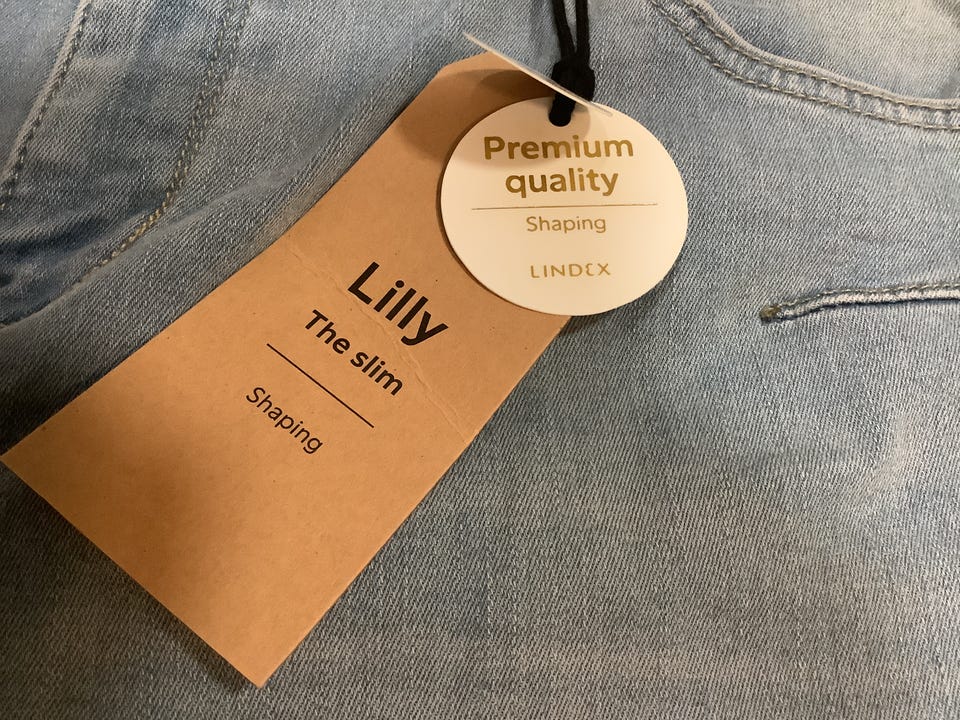 Premium
quality
Shaping
LINDEX
Lilly
The slim
Shaping